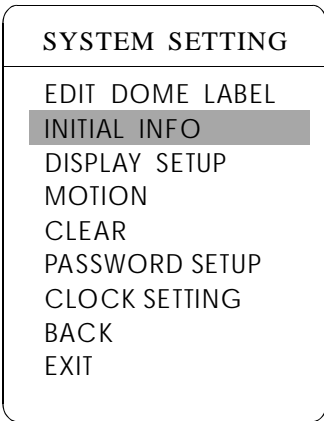 SYSTEM SETTING
EDIT DOME LABEL
INITIAL INFO
DISPLAY SETUP
MOTION
CLEAR
PASSWORD SETUP
CLOCK SETTING
BACK
EXIT